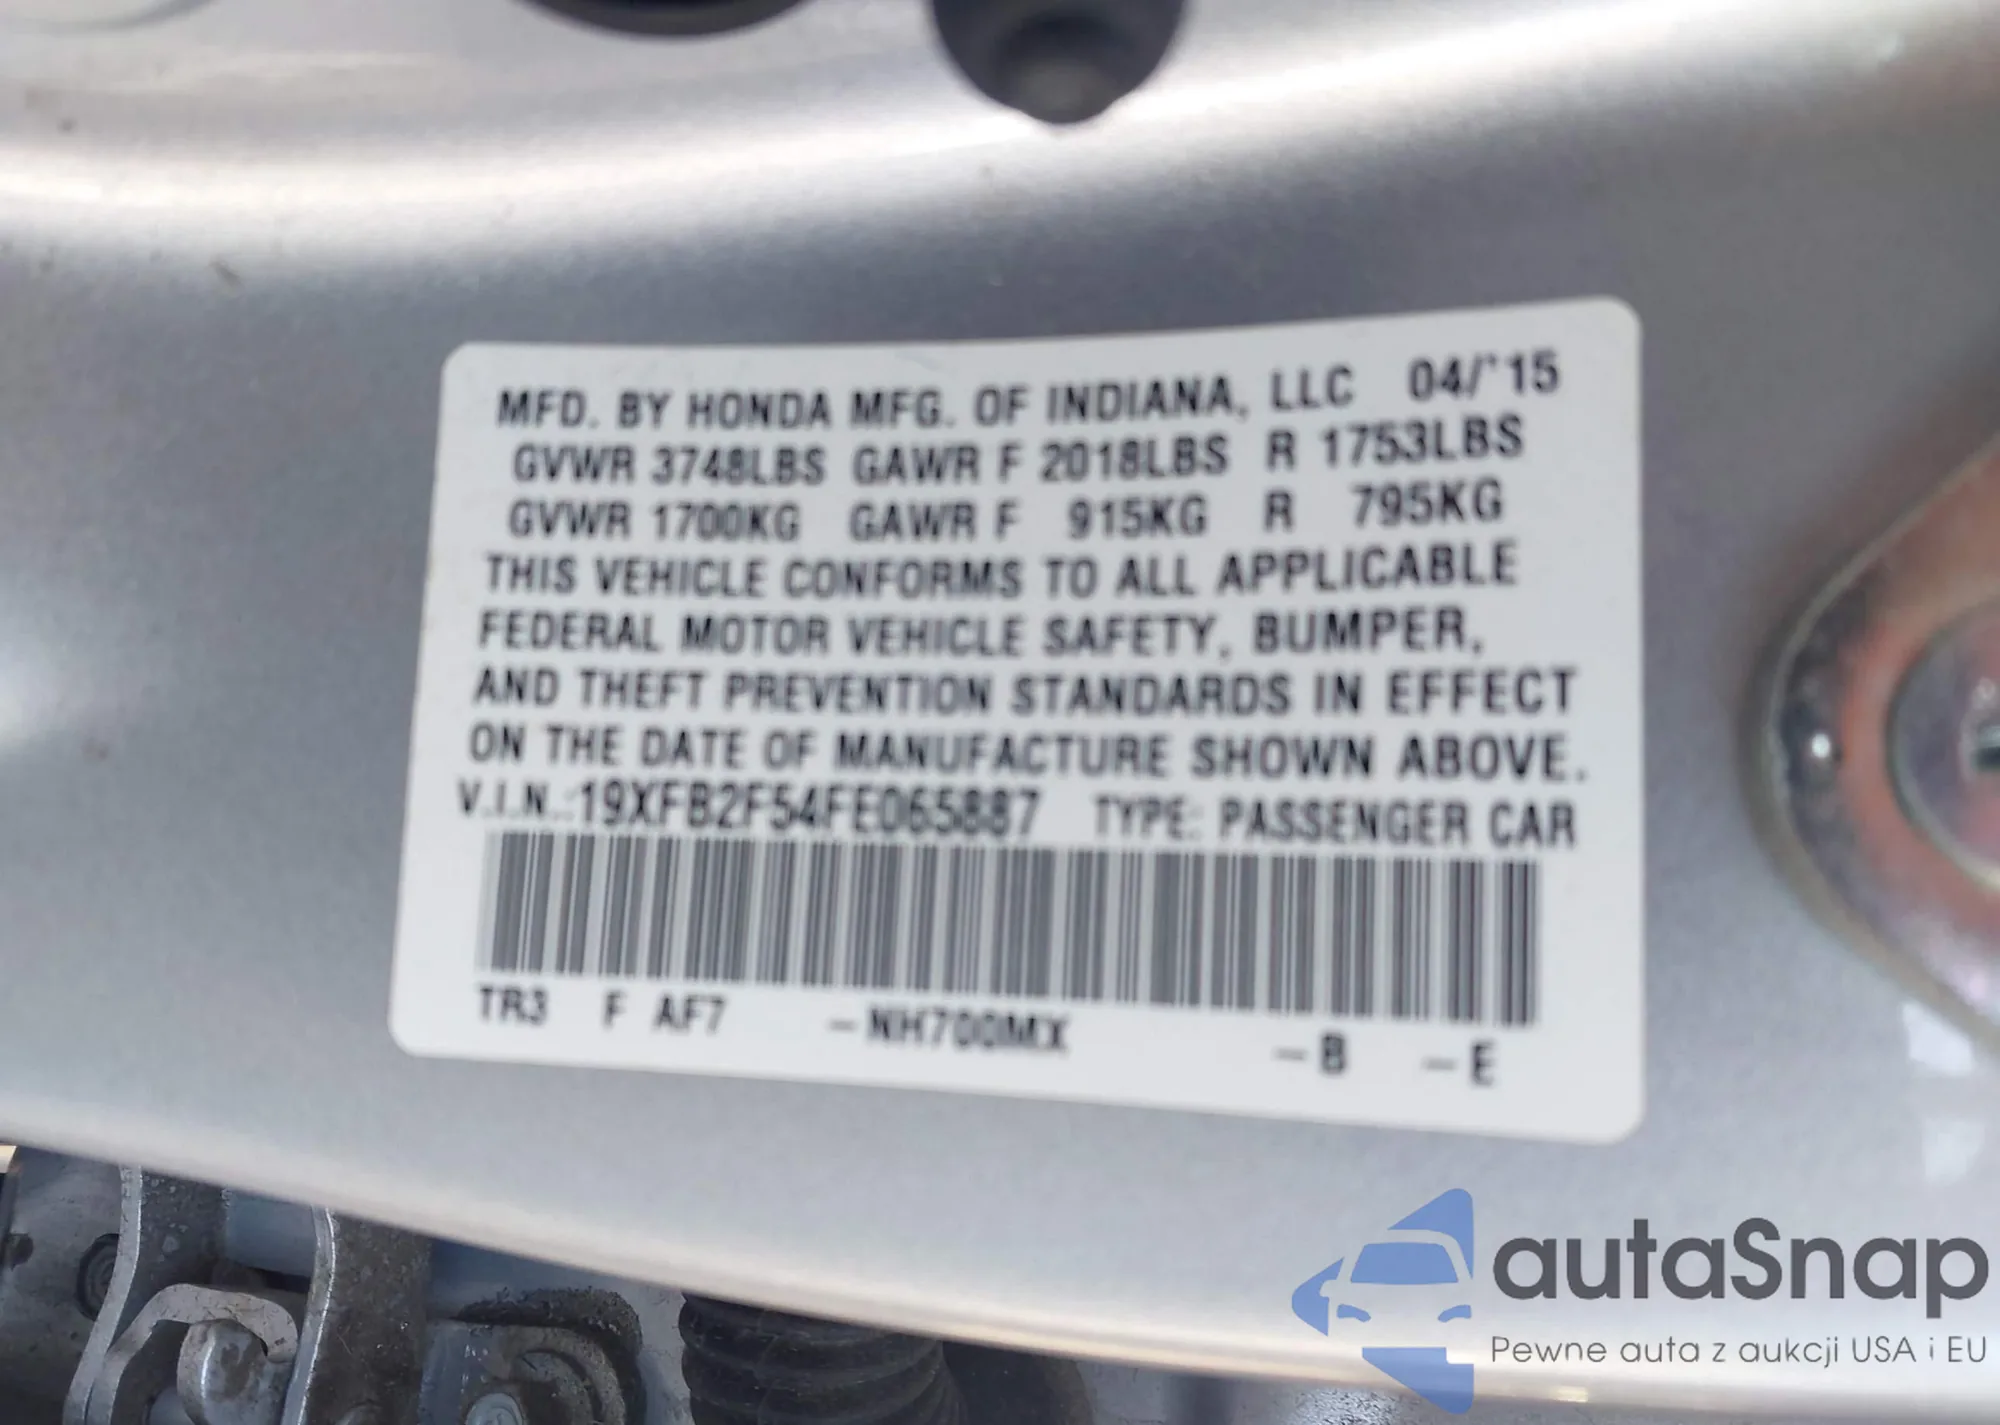 MFD. BY HONDA MFG. OF INDIANA, LLC 04/'15
GVWR 3748LBS GAWR F 2018LBS R 1753LBS
GVWR 1700KG GAWR F 915KG R 795KG
THIS VEHICLE CONFORMS TO ALL APPLICABLE
FEDERAL MOTOR VEHICLE SAFETY, BUMPER,
AND THEFT PREVENTION STANDARDS IN EFFECT
ON THE DATE OF MANUFACTURE SHOWN ABOVE.
V.I.N.:19XFB2F54FE065887 TYPE: PASSENGER CAR
TR3 F AF7 -NH700MX -B -E
autaSnap
Pewne auta z aukcji USA i EU